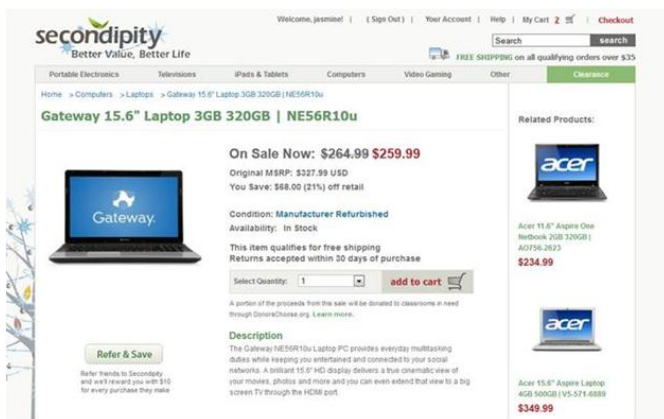 Welcome, jasmine! | (Sign Out) | Your Account | Help | My Cart 2 | Checkout
secondipity
Better Value, Better Life
Search search
FREE SHIPPING on all qualifying orders over $35
Portable Electronics Televisions iPads & Tablets Computers Video Gaming Other Clearance
Home > Computers > Laptops > Gateway 15.6" Laptop 3GB 320GB | NE56R10u
Gateway 15.6" Laptop 3GB 320GB | NE56R10u
Gateway
On Sale Now: $264.99 $259.99
Original MSRP: $327.99 USD
You Save: $68.00 (21%) off retail
Condition: Manufacturer Refurbished
Availability: In Stock
This item qualifies for free shipping
Returns accepted within 30 days of purchase
Select Quantity: 1 add to cart
A portion of the proceeds from this sale will be donated to classrooms in need
through DonorsChoose.org. Learn more.
Description
The Gateway NE56R10u Laptop PC provides everyday multitasking
duties while keeping you entertained and connected to your social
networks. A brilliant 15.6" HD display delivers a true cinematic view of
your movies, photos and more and you can even extend that view to a big
screen TV through the HDMI port.
Refer & Save
Refer friends to Secondipity
and we'll reward you with $10
for every purchase they make
Related Products:
acer
Acer 11.6" Aspire One
Netbook 2GB 320GB |
AO756-2623
$234.99
acer
Acer 15.6" Aspire Laptop
4GB 500GB | V5-571-6889
$349.99